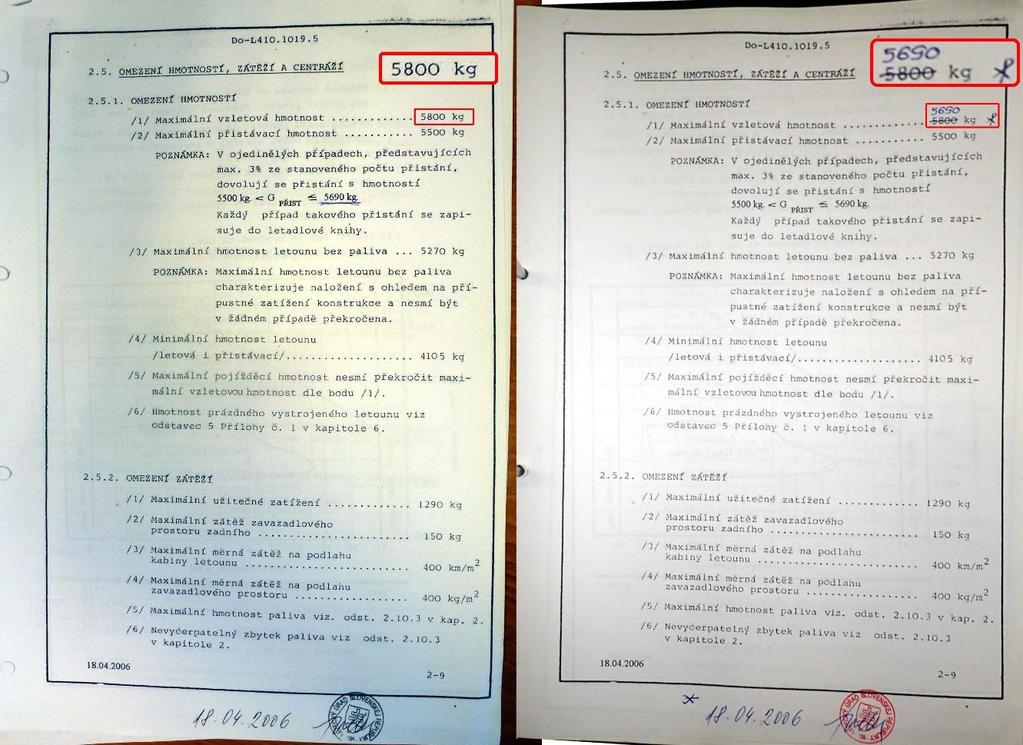 Do-L410.1019.5
5800 kg
2.5. OMEZENÍ HMOTNOSTÍ, ZÁTĚŽÍ A CENTRÁŽÍ
2.5.1. OMEZENÍ HMOTNOSTÍ
/1/ Maximální vzletová hmotnost ............ 5800 kg
/2/ Maximální přistávací hmotnost .......... 5500 kg
POZNÁMKA: V ojedinělých případech, představujících
max. 3% ze stanoveného počtu přistání,
dovolují se přistání s hmotností
5500 kg. < G PŘIST ≤ 5690 kg.
Každý případ takového přistání se zapi-
suje do letadlové knihy.
/3/ Maximální hmotnost letounu bez paliva ... 5270 kg
POZNÁMKA: Maximální hmotnost letounu bez paliva
charakterizuje naložení s ohledem na pří-
pustné zatížení konstrukce a nesmí být
v žádném případě překročena.
/4/ Minimální hmotnost letounu
/letová i přistávací/................... 4105 kg
/5/ Maximální pojížděcí hmotnost nesmí překročit maxi-
mální vzletovou hmotnost dle bodu /1/.
/6/ Hmotnost prázdného vystrojeného letounu viz
odstavec 5 Přílohy č. 1 v kapitole 6.
2.5.2. OMEZENÍ ZÁTĚŽÍ
/1/ Maximální užitečné zatížení ............ 1290 kg
/2/ Maximální zátěž zavazadlového
prostoru zadního ....................... 150 kg
/3/ Maximální měrná zátěž na podlahu
kabiny letounu ......................... 400 km/m²
/4/ Maximální měrná zátěž na podlahu
zavazadlového prostoru ................. 400 kg/m²
/5/ Maximální hmotnost paliva viz. odst. 2.10.3 v kap. 2.
/6/ Nevyčerpatelný zbytek paliva viz odst. 2.10.3
v kapitole 2.
18.04.2006
2-9
18.04.2006
Do-L410.1019.5
5690
5800 kg
2.5. OMEZENÍ HMOTNOSTÍ, ZÁTĚŽÍ A CENTRÁŽÍ
2.5.1. OMEZENÍ HMOTNOSTÍ
5690
/1/ Maximální vzletová hmotnost ............ 5800 kg
/2/ Maximální přistávací hmotnost .......... 5500 kg
POZNÁMKA: V ojedinělých případech, představujících
max. 3% ze stanoveného počtu přistání,
dovolují se přistání s hmotností
5500 kg. < G PŘIST ≤ 5690 kg.
Každý případ takového přistání se zapi-
suje do letadlové knihy.
/3/ Maximální hmotnost letounu bez paliva ... 5270 kg
POZNÁMKA: Maximální hmotnost letounu bez paliva
charakterizuje naložení s ohledem na pří-
pustné zatížení konstrukce a nesmí být
v žádném případě překročena.
/4/ Minimální hmotnost letounu
/letová i přistávací/................... 4105 kg
/5/ Maximální pojížděcí hmotnost nesmí překročit maxi-
mální vzletovou hmotnost dle bodu /1/.
/6/ Hmotnost prázdného vystrojeného letounu viz
odstavec 5 Přílohy č. 1 v kapitole 6.
2.5.2. OMEZENÍ ZÁTĚŽÍ
/1/ Maximální užitečné zatížení ............ 1290 kg
/2/ Maximální zátěž zavazadlového
prostoru zadního ....................... 150 kg
/3/ Maximální měrná zátěž na podlahu
kabiny letounu ......................... 400 km/m²
/4/ Maximální měrná zátěž na podlahu
zavazadlového prostoru ................. 400 kg/m²
/5/ Maximální hmotnost paliva viz. odst. 2.10.3 v kap. 2.
/6/ Nevyčerpatelný zbytek paliva viz odst. 2.10.3
v kapitole 2.
18.04.2006
2-9
18.04.2006